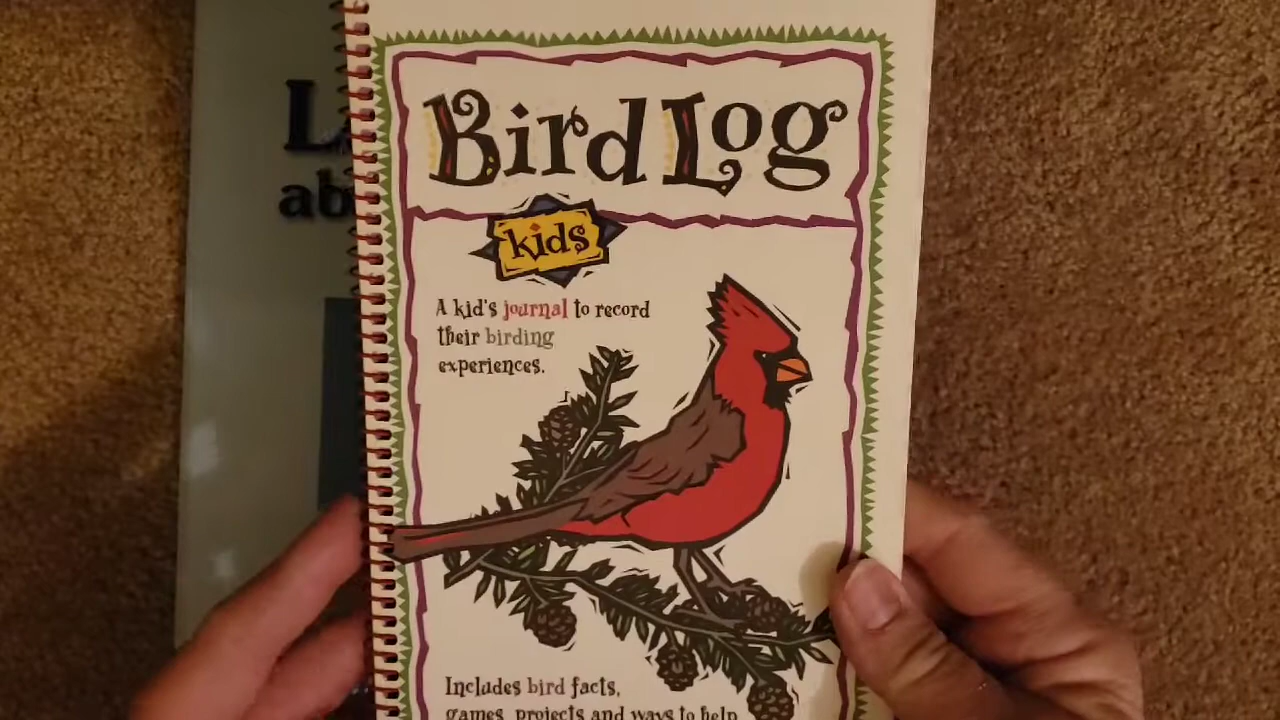 Bird Log
kids
A kid's journal to record
their birding
experiences.
Includes bird facts,
games, projects and ways to help
ab